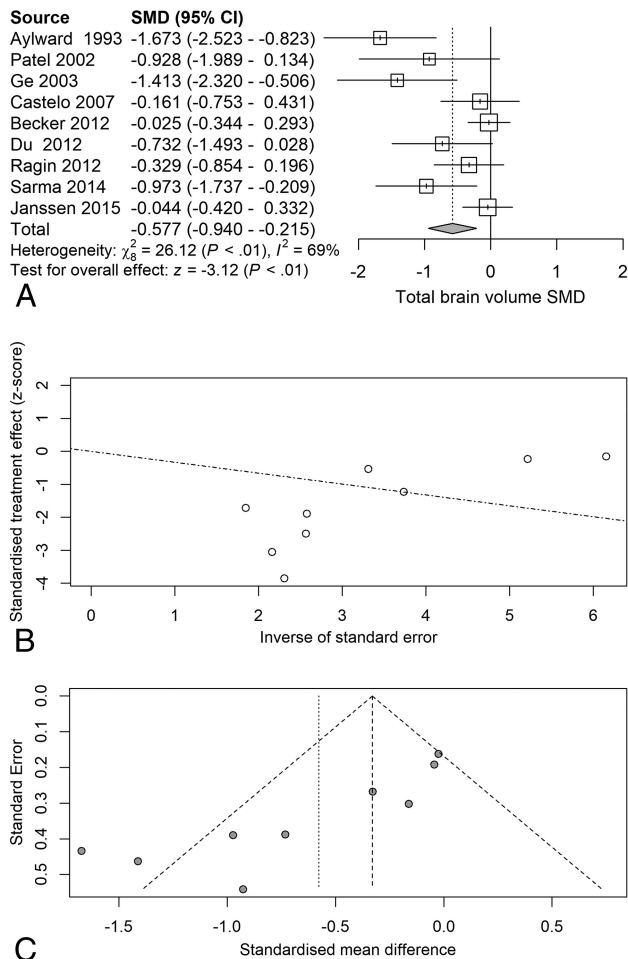 Source SMD (95% CI)
Aylward 1993 -1.673 (-2.523 - -0.823)
Patel 2002 -0.928 (-1.989 - 0.134)
Ge 2003 -1.413 (-2.320 - -0.506)
Castelo 2007 -0.161 (-0.753 - 0.431)
Becker 2012 -0.025 (-0.344 - 0.293)
Du 2012 -0.732 (-1.493 - 0.028)
Ragin 2012 -0.329 (-0.854 - 0.196)
Sarma 2014 -0.973 (-1.737 - -0.209)
Janssen 2015 -0.044 (-0.420 - 0.332)
Total -0.577 (-0.940 - -0.215)
Heterogeneity: χ²₈ = 26.12 (P < .01), I² = 69%
Test for overall effect: z = -3.12 (P < .01)
-2 -1 0 1 2
Total brain volume SMD
A
Standardised treatment effect (z-score)
2
1
0
-1
-2
-3
-4
0 1 2 3 4 5 6
Inverse of standard error
B
Standard Error
0.0
0.1
0.2
0.3
0.4
0.5
-1.5 -1.0 -0.5 0.0 0.5
Standardised mean difference
C